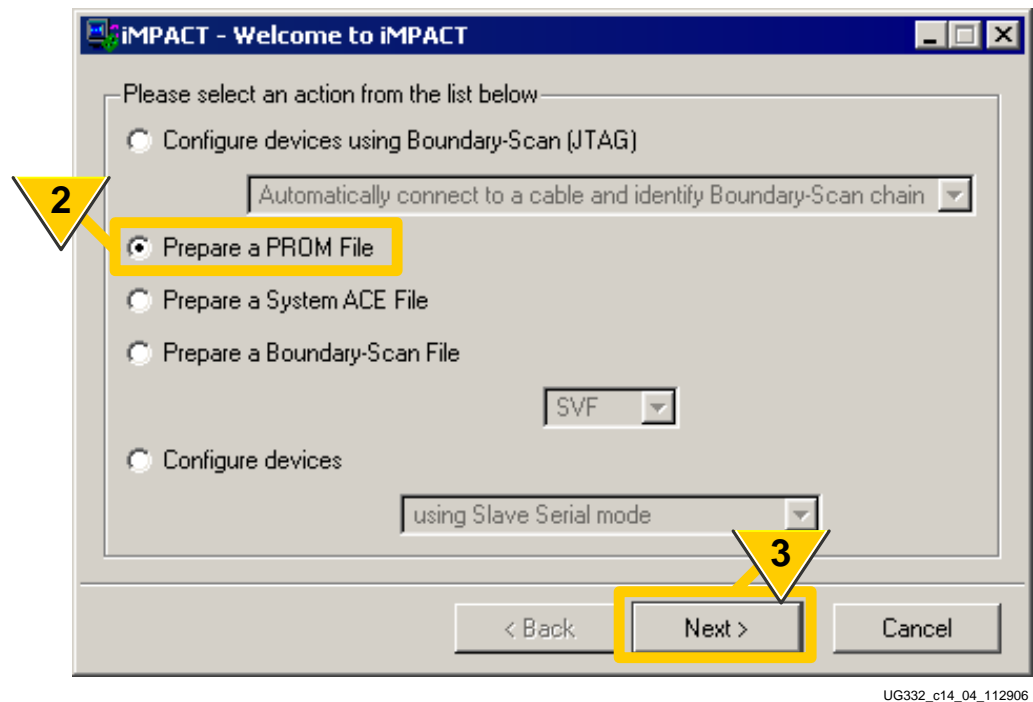 iMPACT - Welcome to iMPACT
Please select an action from the list below
Configure devices using Boundary-Scan (JTAG)
Automatically connect to a cable and identify Boundary-Scan chain
2
Prepare a PROM File
Prepare a System ACE File
Prepare a Boundary-Scan File
SVF
Configure devices
using Slave Serial mode
3
< Back Next > Cancel
UG332_c14_04_112906